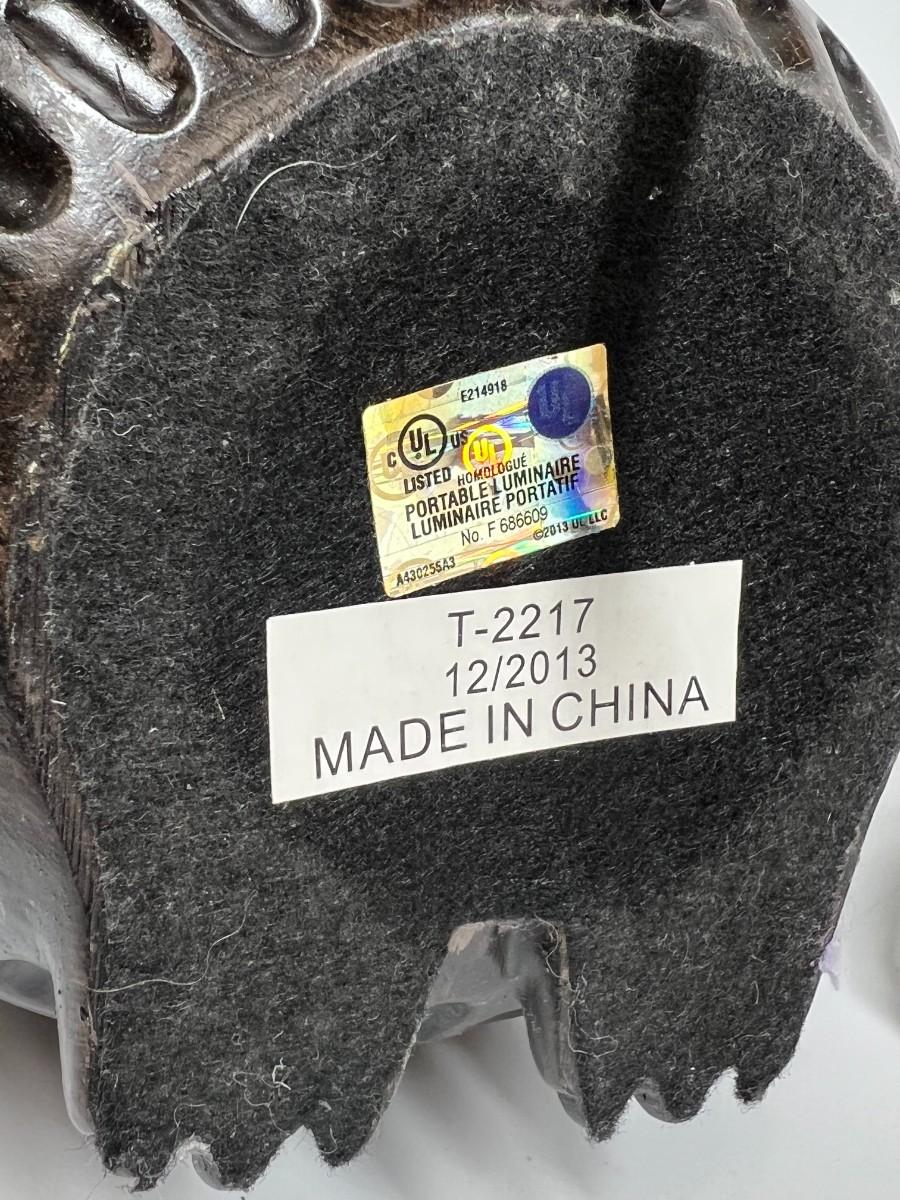 E214918
C UL US
UL
LISTED HOMOLOGUÉ
PORTABLE LUMINAIRE
LUMINAIRE PORTATIF
No. F 686609
©2013 UL LLC
A430255A3
T-2217
12/2013
MADE IN CHINA